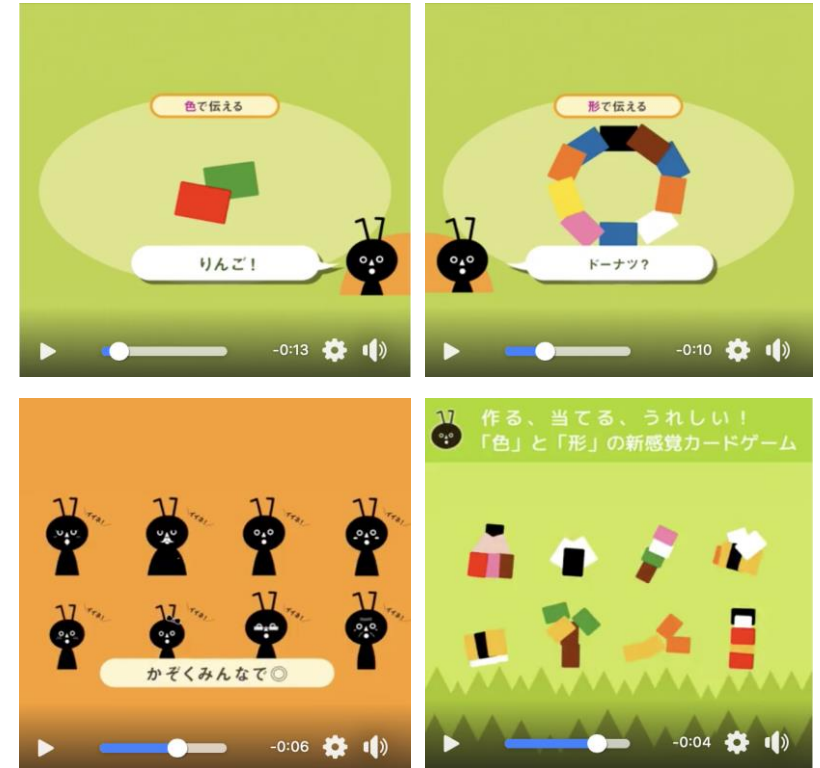 色で伝える
りんご！
-0:13
形で伝える
ドーナツ？
-0:10
かぞくみんなで◎
-0:06
作る、当てる、うれしい！
「色」と「形」の新感覚カードゲーム
-0:04